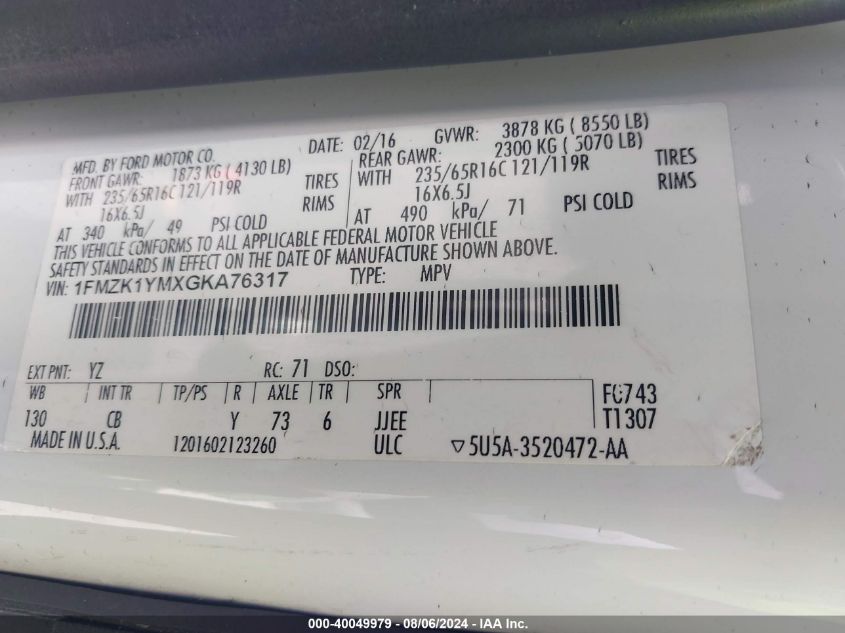 MFD. BY FORD MOTOR CO. DATE: 02/16 GVWR: 3878 KG ( 8550 LB)
FRONT GAWR: 1873 KG ( 4130 LB) REAR GAWR: 2300 KG ( 5070 LB)
WITH 235/65R16C 121/119R TIRES WITH 235/65R16C 121/119R TIRES
16X6.5J RIMS 16X6.5J RIMS
AT 340 kPa/ 49 PSI COLD AT 490 kPa/ 71 PSI COLD
THIS VEHICLE CONFORMS TO ALL APPLICABLE FEDERAL MOTOR VEHICLE
SAFETY STANDARDS IN EFFECT ON THE DATE OF MANUFACTURE SHOWN ABOVE.
VIN: 1FMZK1YMXGKA76317 TYPE: MPV
EXT PNT: YZ RC: 71 DSO:
WB INT TR TP/PS R AXLE TR SPR F0743
130 CB Y 73 6 JJEE T1307
MADE IN U.S.A. 1201602123260 ULC ▽5U5A-3520472-AA
000-40049979 - 08/06/2024 - IAA Inc.